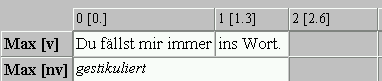 0 [0.] 1 [1.3] 2 [2.6]
Max [v] Du fällst mir immer ins Wort.
Max [nv] gestikuliert